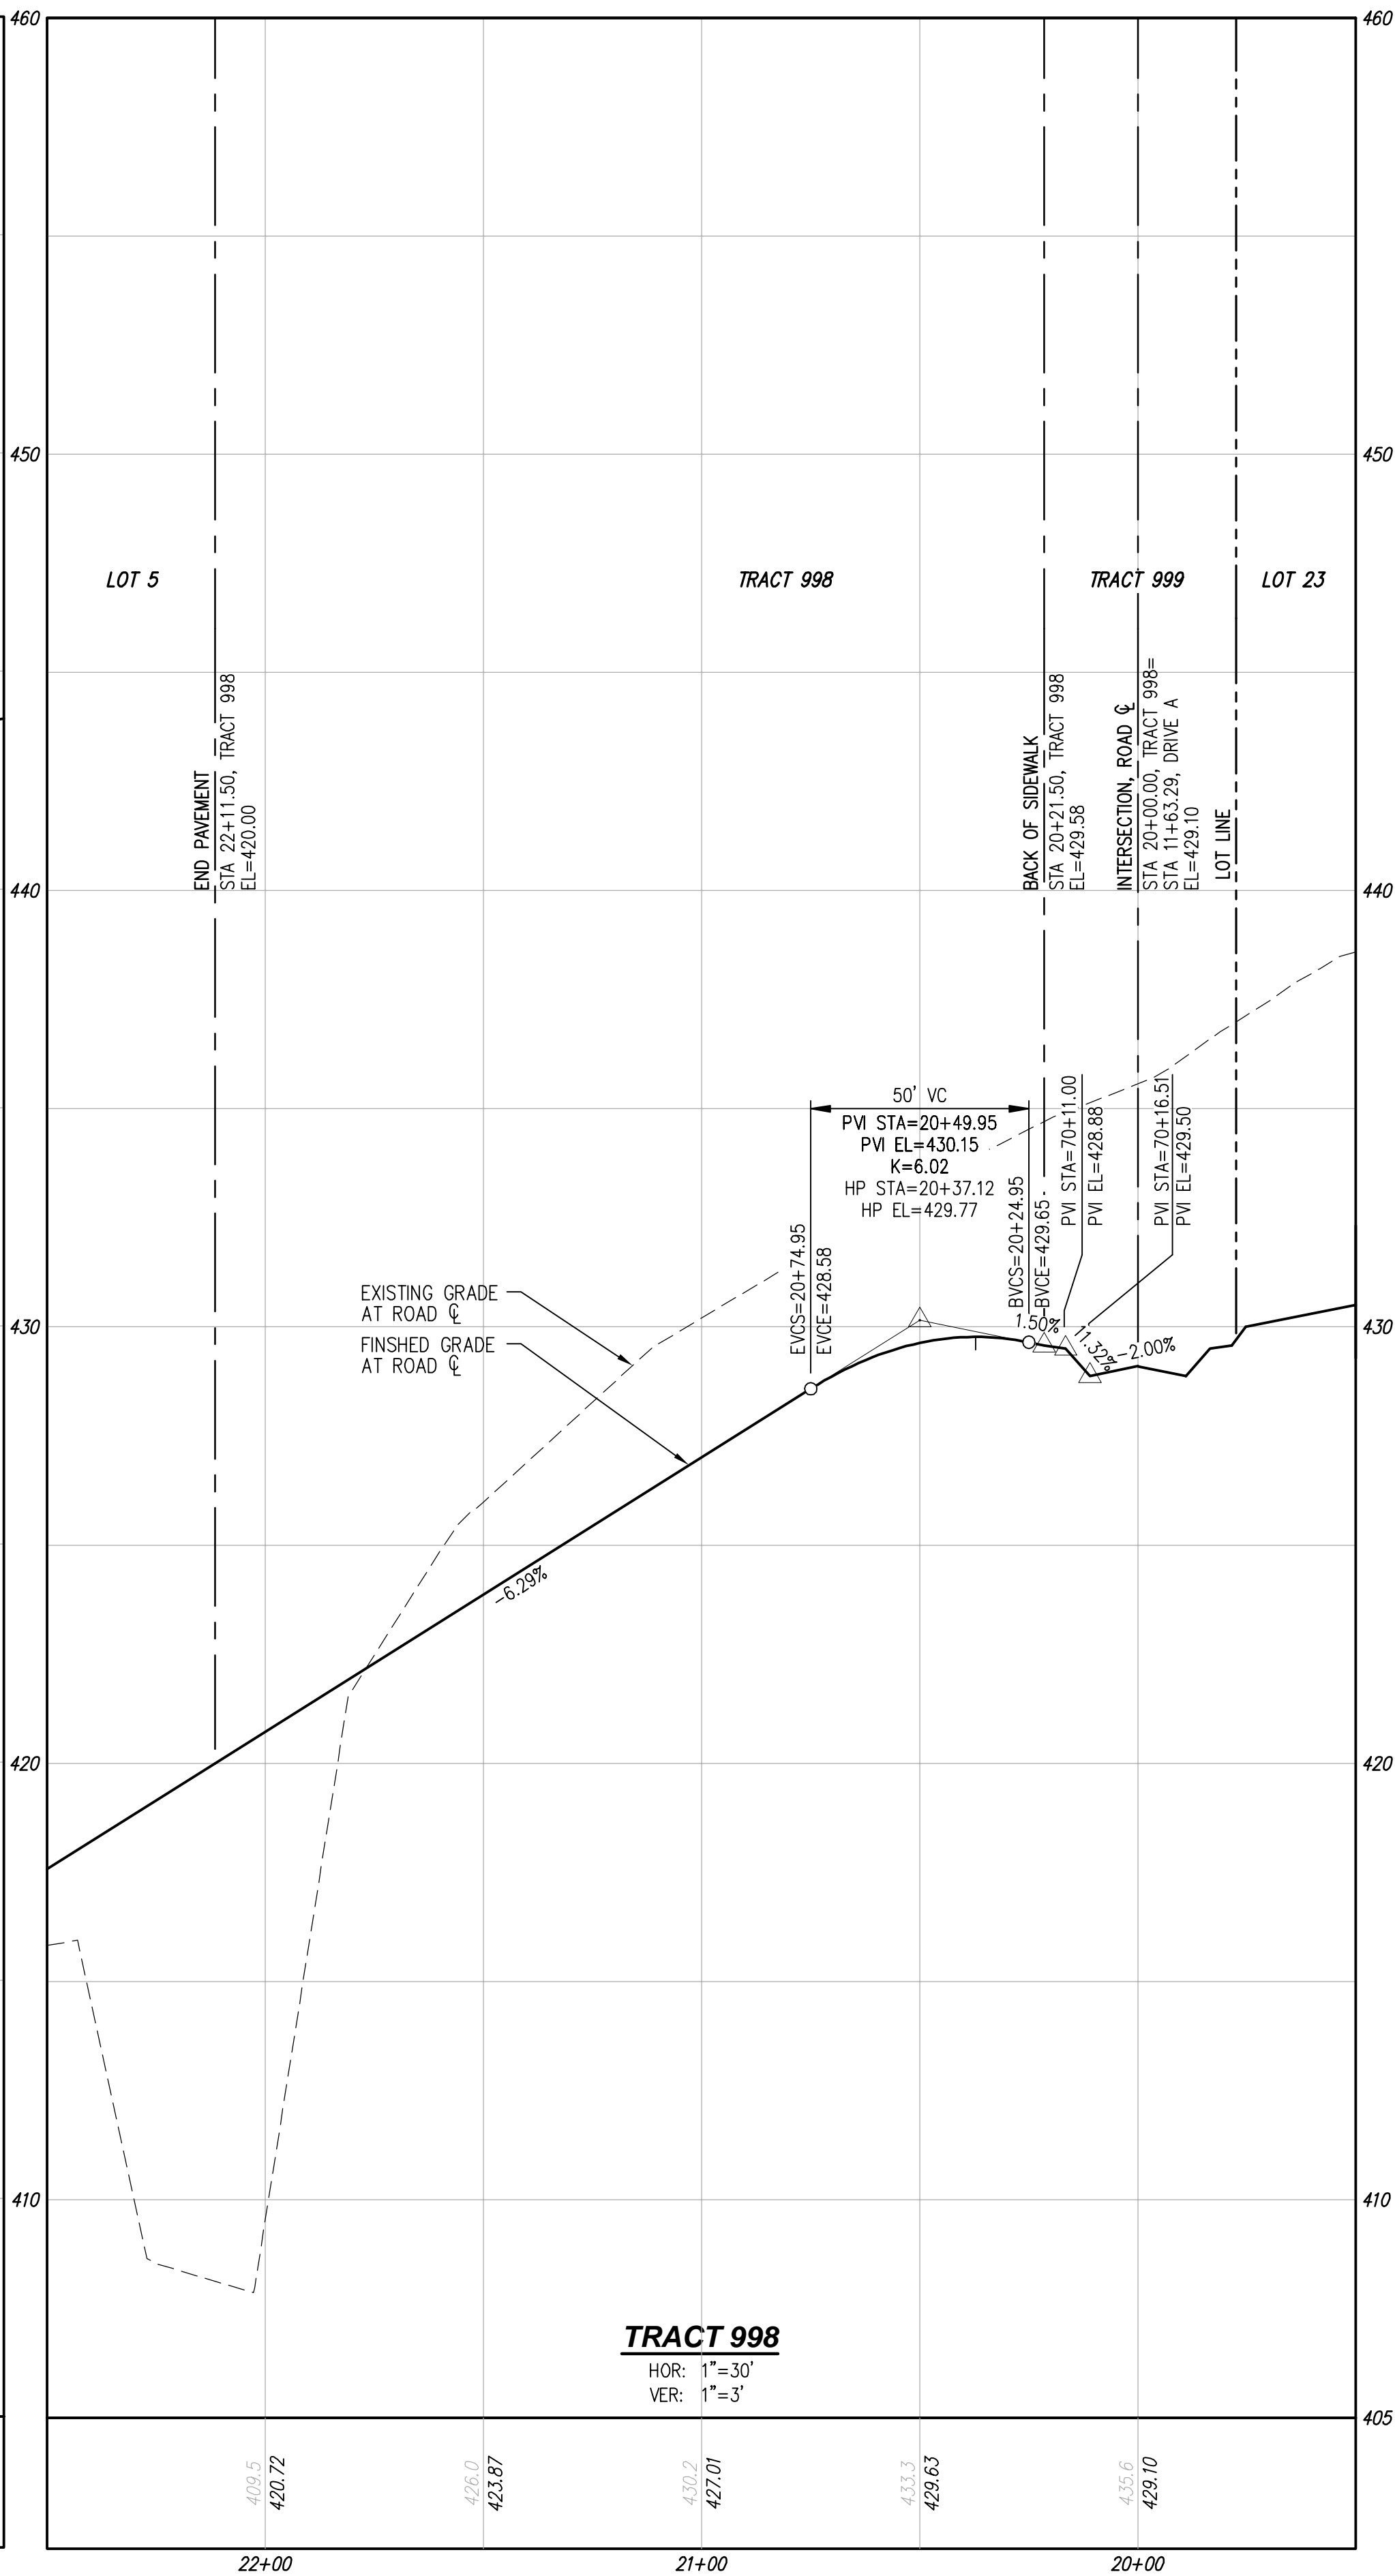 460
460
450
450
LOT 5
TRACT 998
TRACT 999
LOT 23
END PAVEMENT
STA 22+11.50, TRACT 998
EL=420.00
BACK OF SIDEWALK
STA 20+21.50, TRACT 998
EL=429.58
INTERSECTION, ROAD ℄
STA 20+00.00, TRACT 998=
STA 11+63.29, DRIVE A
EL=429.10
LOT LINE
440
440
50' VC
PVI STA=20+49.95
PVI EL=430.15
K=6.02
HP STA=20+37.12
HP EL=429.77
EVCS=20+74.95
EVCE=428.58
BVCS=20+24.95
BVCE=429.65
PVI STA=70+11.00
PVI EL=428.88
PVI STA=70+16.51
PVI EL=429.50
EXISTING GRADE
AT ROAD ℄
FINSHED GRADE
AT ROAD ℄
430
430
1.50%
11.32%
-2.00%
-6.29%
420
420
410
410
TRACT 998
HOR: 1"=30'
VER: 1"=3'
405
409.5
420.72
426.0
423.87
430.2
427.01
433.3
429.63
435.6
429.10
22+00
21+00
20+00